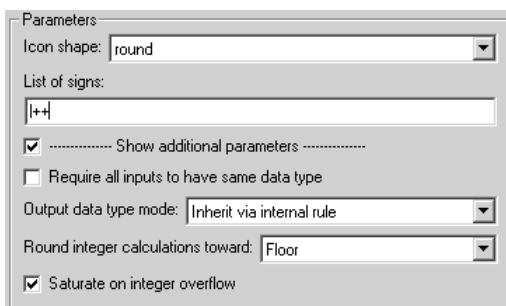 Parameters
Icon shape: round
List of signs:
|++
-------------- Show additional parameters --------------
Require all inputs to have same data type
Output data type mode: Inherit via internal rule
Round integer calculations toward: Floor
Saturate on integer overflow